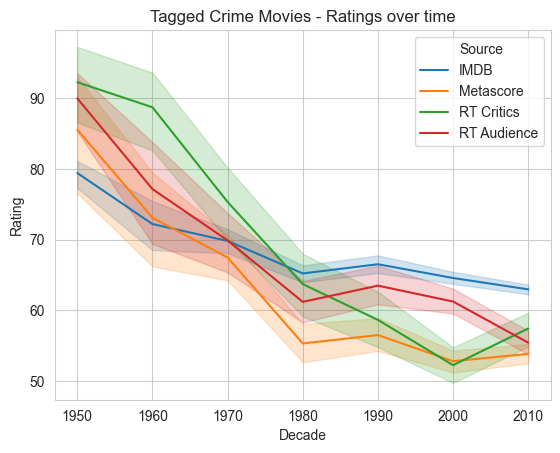 Tagged Crime Movies - Ratings over time
Source
IMDB
Metascore
RT Critics
RT Audience
Rating
90
80
70
60
50
1950 1960 1970 1980 1990 2000 2010
Decade